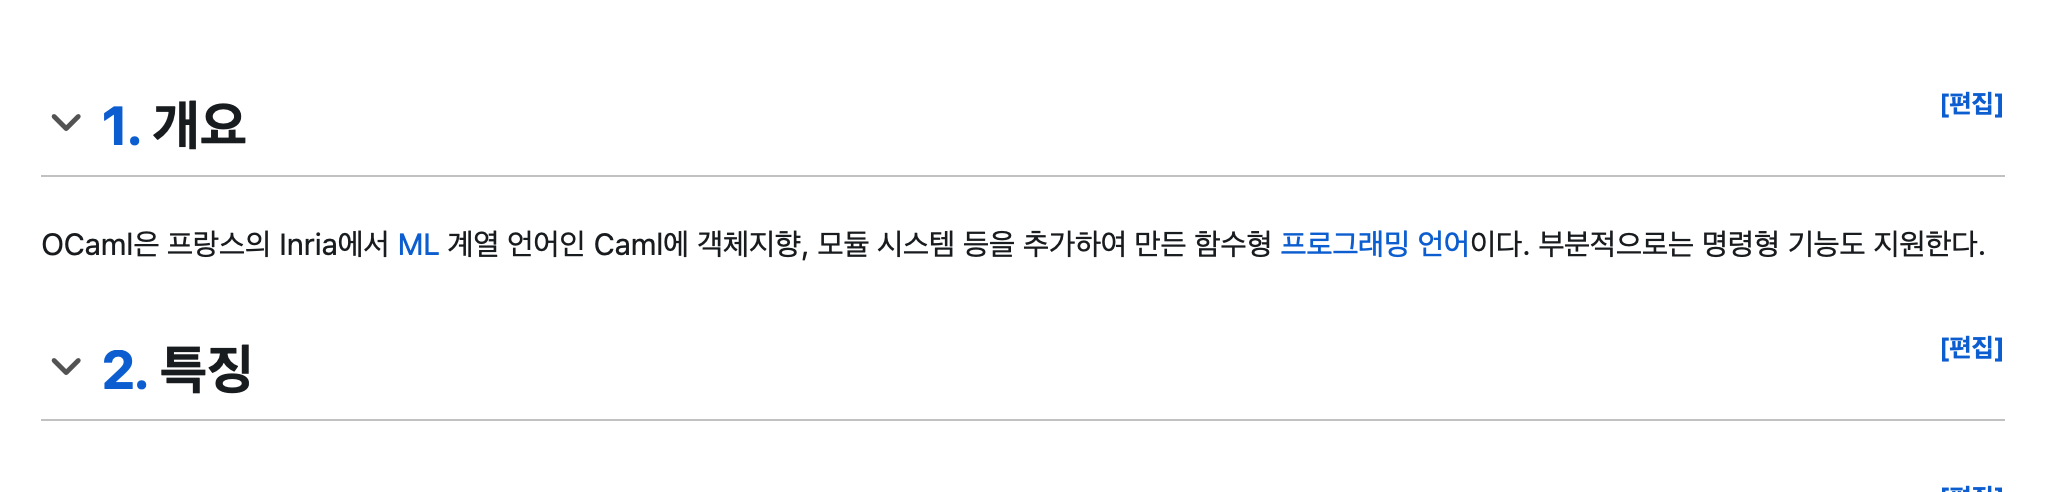 1. 개요
[편집]
OCaml은 프랑스의 Inria에서 ML 계열 언어인 Caml에 객체지향, 모듈 시스템 등을 추가하여 만든 함수형 프로그래밍 언어이다. 부분적으로는 명령형 기능도 지원한다.
2. 특징
[편집]